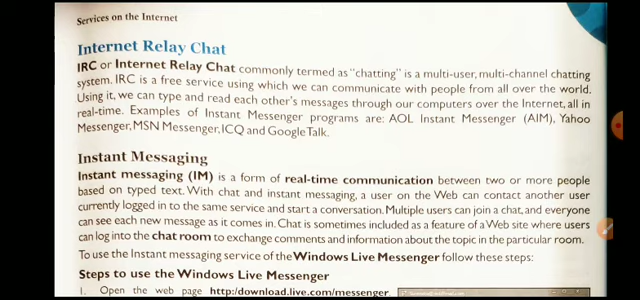 Services on the Internet
Internet Relay Chat
IRC or Internet Relay Chat commonly termed as "chatting" is a multi-user, multi-channel chatting
system. IRC is a free service using which we can communicate with people from all over the world.
Using it, we can type and read each other's messages through our computers over the Internet, all in
real-time. Examples of Instant Messenger programs are: AOL Instant Messenger (AIM), Yahoo
Messenger, MSN Messenger, ICQ and Google Talk.
Instant Messaging
Instant messaging (IM) is a form of real-time communication between two or more people
based on typed text. With chat and instant messaging, a user on the Web can contact another user
currently logged in to the same service and start a conversation. Multiple users can join a chat, and everyone
can see each new message as it comes in. Chat is sometimes included as a feature of a Web site where users
can log into the chat room to exchange comments and information about the topic in the particular room.
To use the Instant messaging service of the Windows Live Messenger follow these steps:
Steps to use the Windows Live Messenger
1. Open the web page http:/download.live.com/messenger.